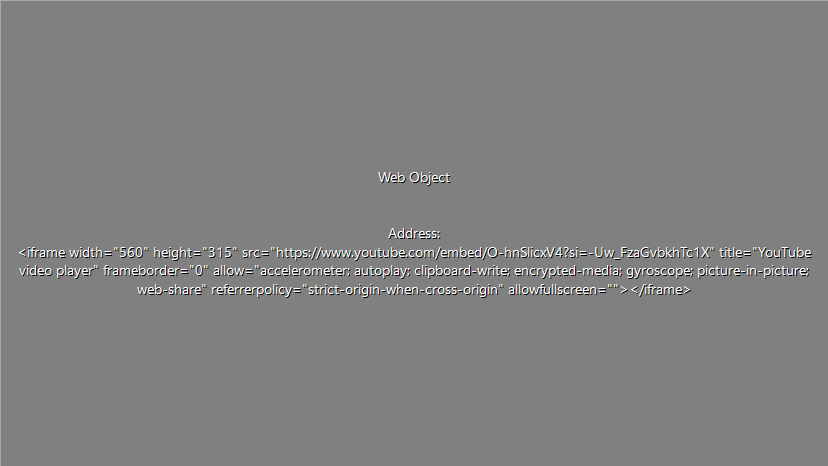 Web Object
Address:
<iframe width="560" height="315" src="https://www.youtube.com/embed/O-hnSlicxV4?si=-Uw_FzaGvbkhTc1X" title="YouTube
video player" frameborder="0" allow="accelerometer; autoplay; clipboard-write; encrypted-media; gyroscope; picture-in-picture;
web-share" referrerpolicy="strict-origin-when-cross-origin" allowfullscreen=""></iframe>